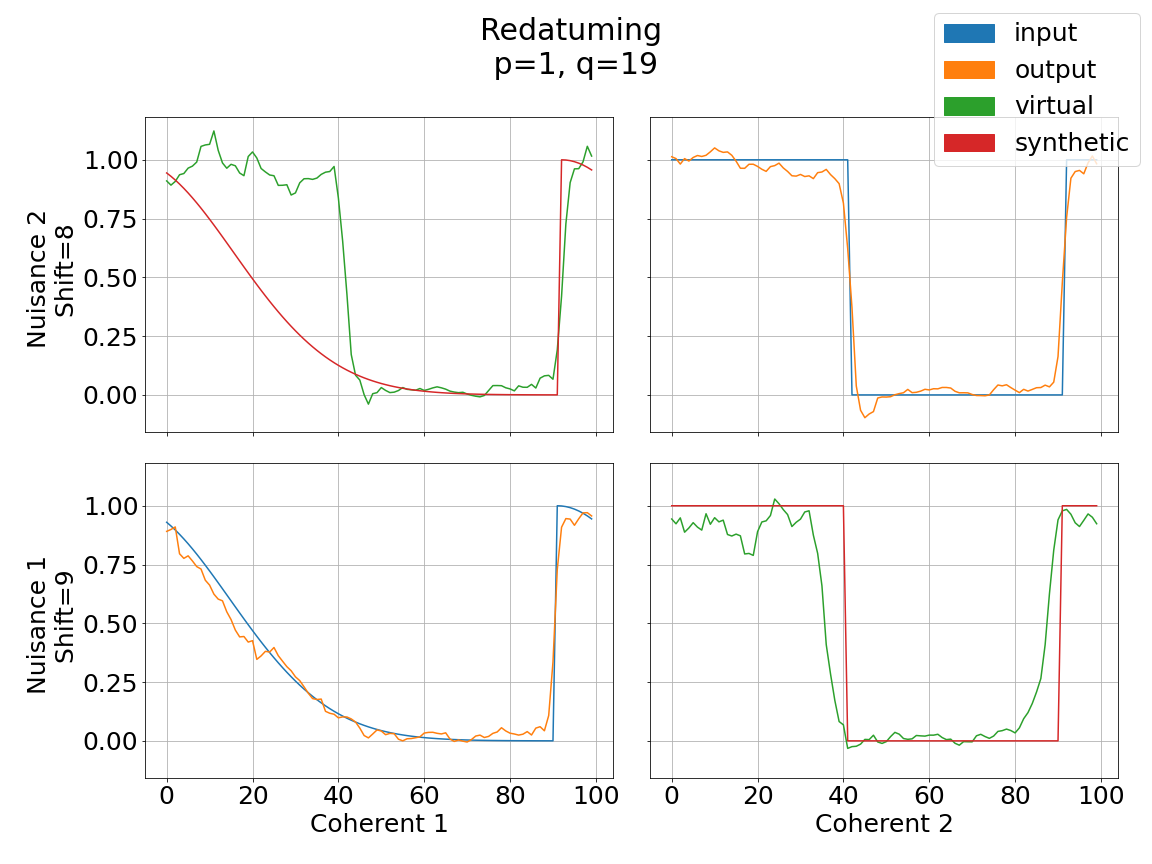 Redatuming
p=1, q=19
input
output
virtual
synthetic
Nuisance 2
Shift=8
1.00
0.75
0.50
0.25
0.00
Nuisance 1
Shift=9
1.00
0.75
0.50
0.25
0.00
0 20 40 60 80 100
0 20 40 60 80 100
Coherent 1
Coherent 2